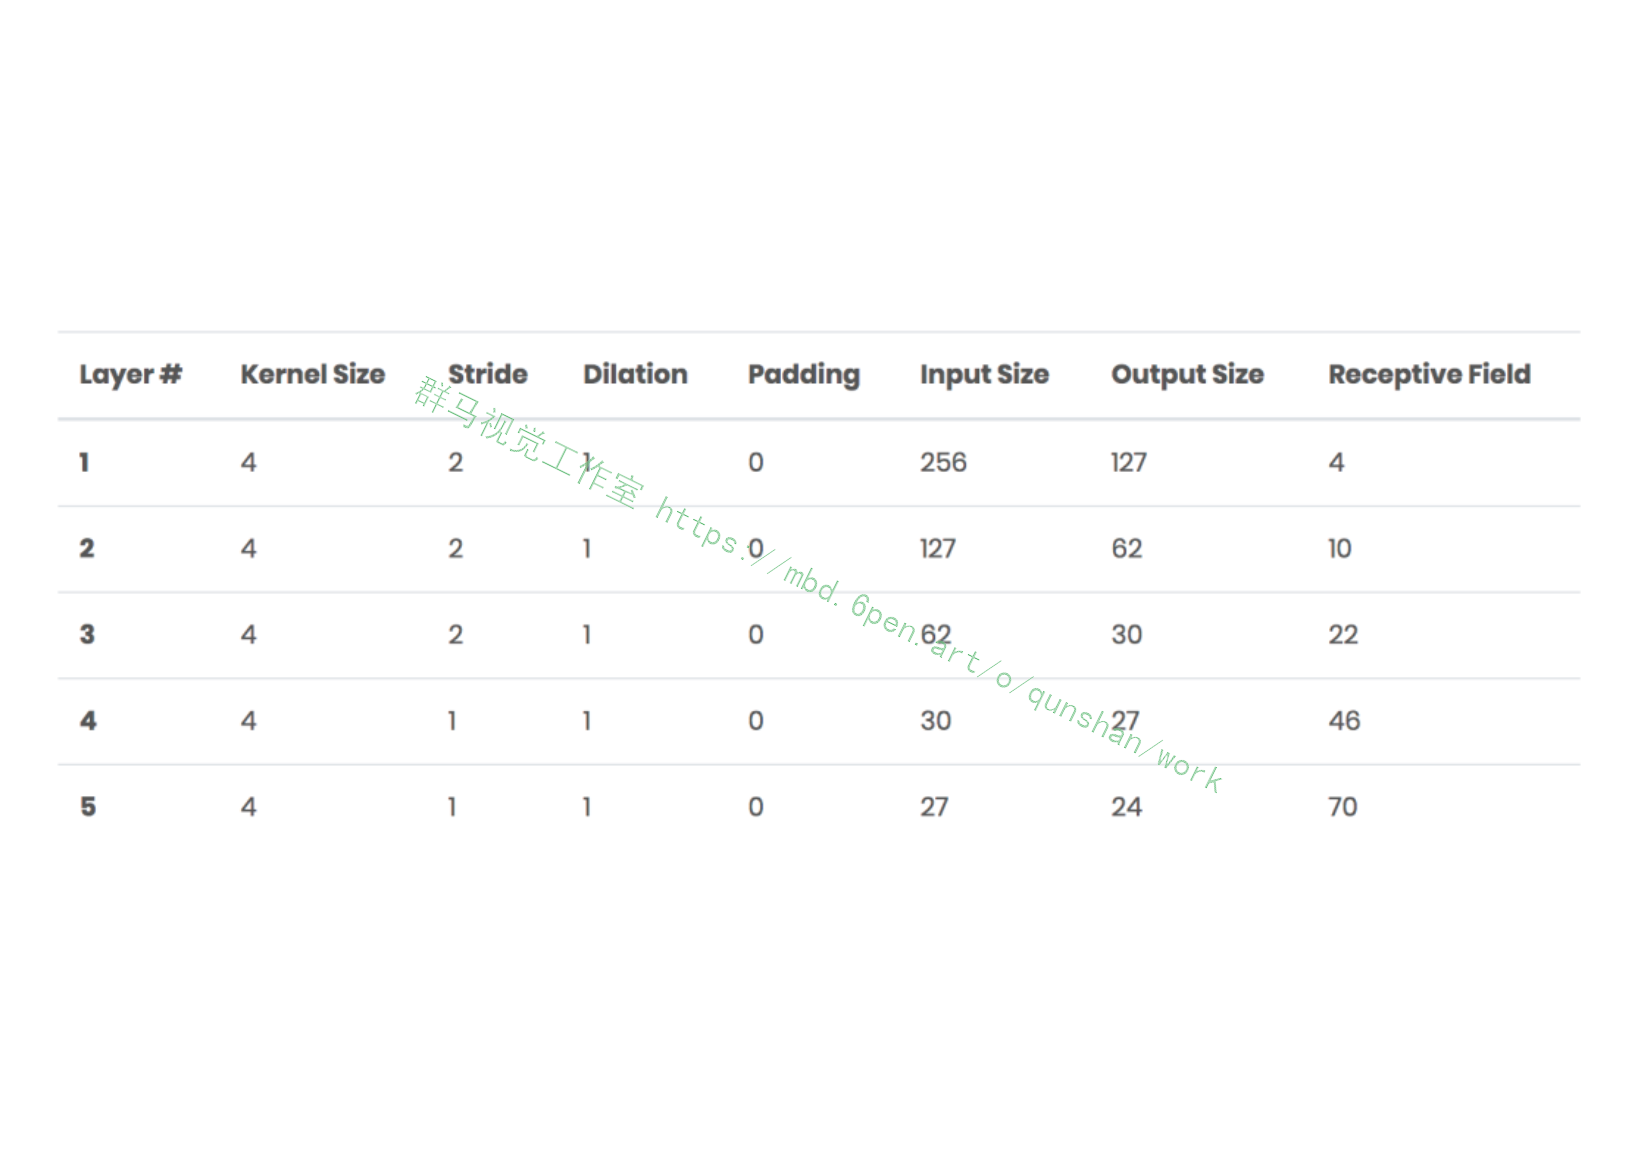 Layer # Kernel Size Stride Dilation Padding Input Size Output Size Receptive Field
1 4 2 1 0 256 127 4
2 4 2 1 0 127 62 10
3 4 2 1 0 62 30 22
4 4 1 1 0 30 27 46
5 4 1 1 0 27 24 70
群马视觉工作室 https://mbd.6pen.art/o/qunshan/work